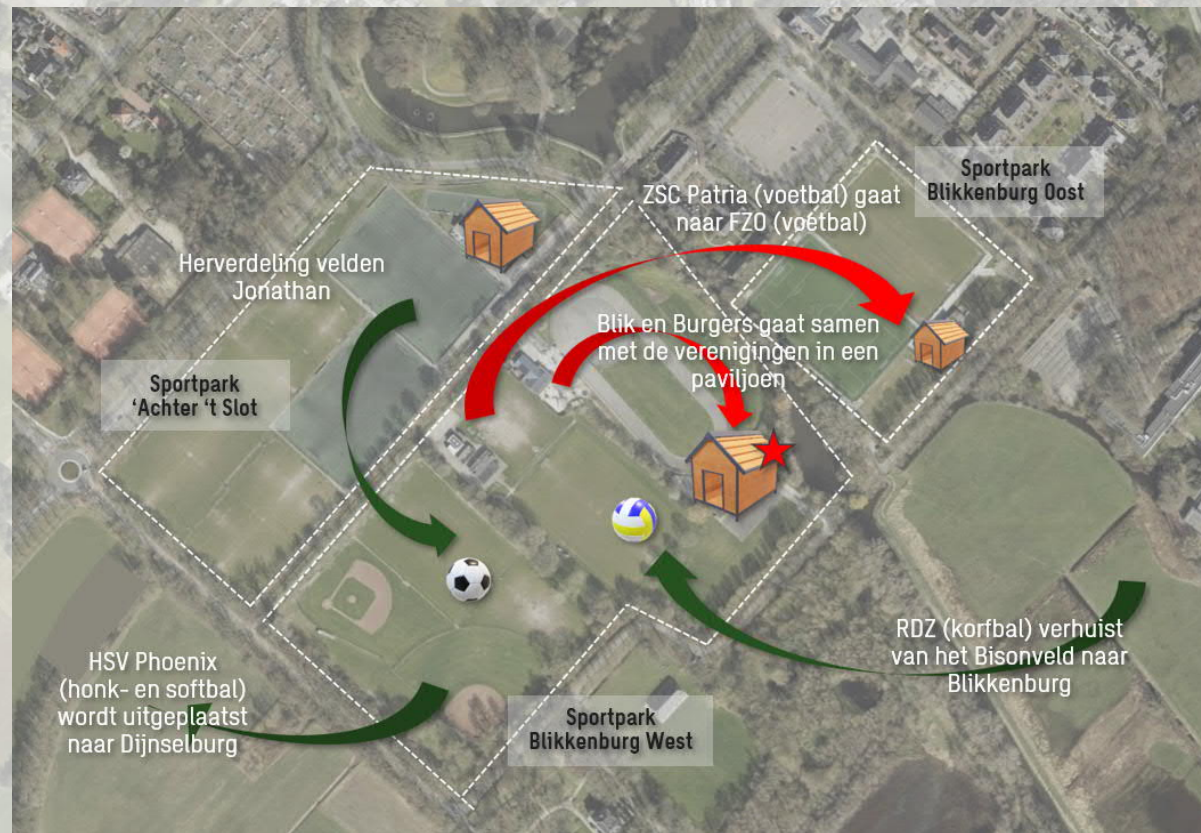 Sportpark
Blikkenburg Oost
ZSC Patria (voetbal) gaat
naar FZO (voetbal)
Herverdeling velden
Jonathan
Blik en Burgers gaat samen
met de verenigingen in een
paviljoen
Sportpark
‘Achter ‘t Slot
RDZ (korfbal) verhuist
van het Bisonveld naar
Blikkenburg
HSV Phoenix
(honk- en softbal)
wordt uitgeplaatst
naar Dijnselburg
Sportpark
Blikkenburg West